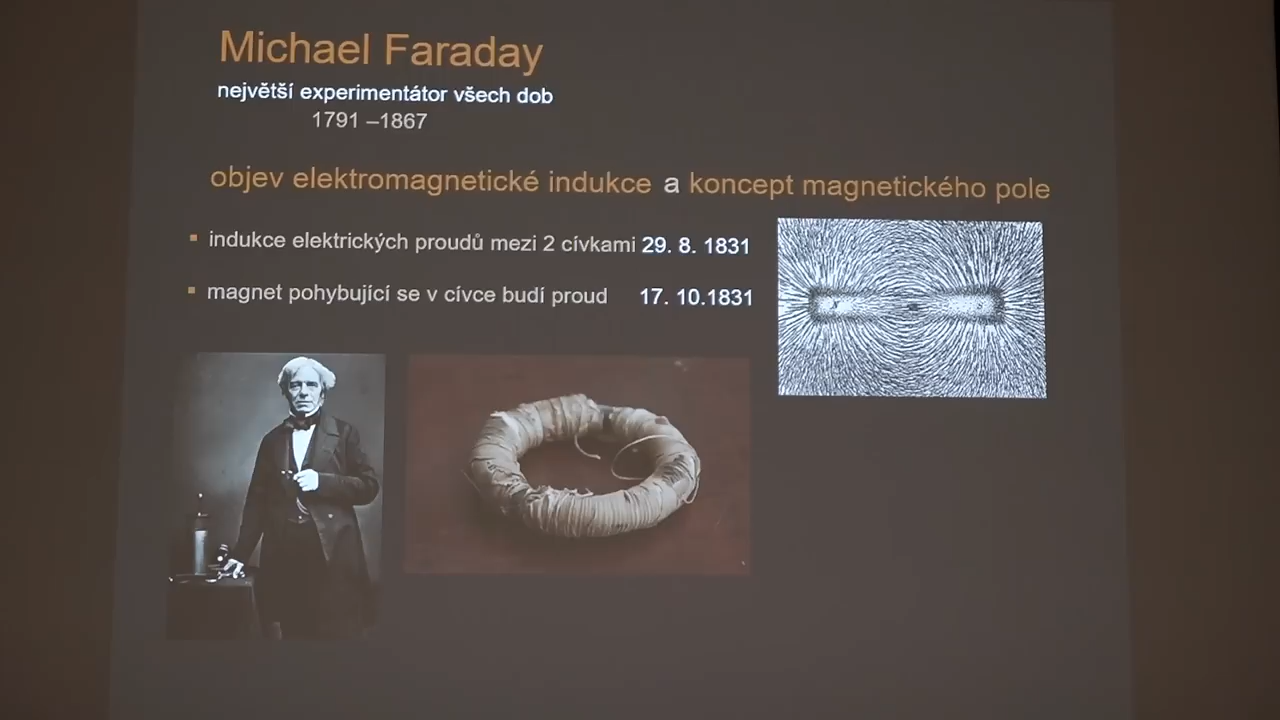 Michael Faraday
největší experimentátor všech dob
1791 –1867
objev elektromagnetické indukce a koncept magnetického pole
▪ indukce elektrických proudů mezi 2 cívkami 29. 8. 1831
▪ magnet pohybující se v cívce budí proud 17. 10.1831